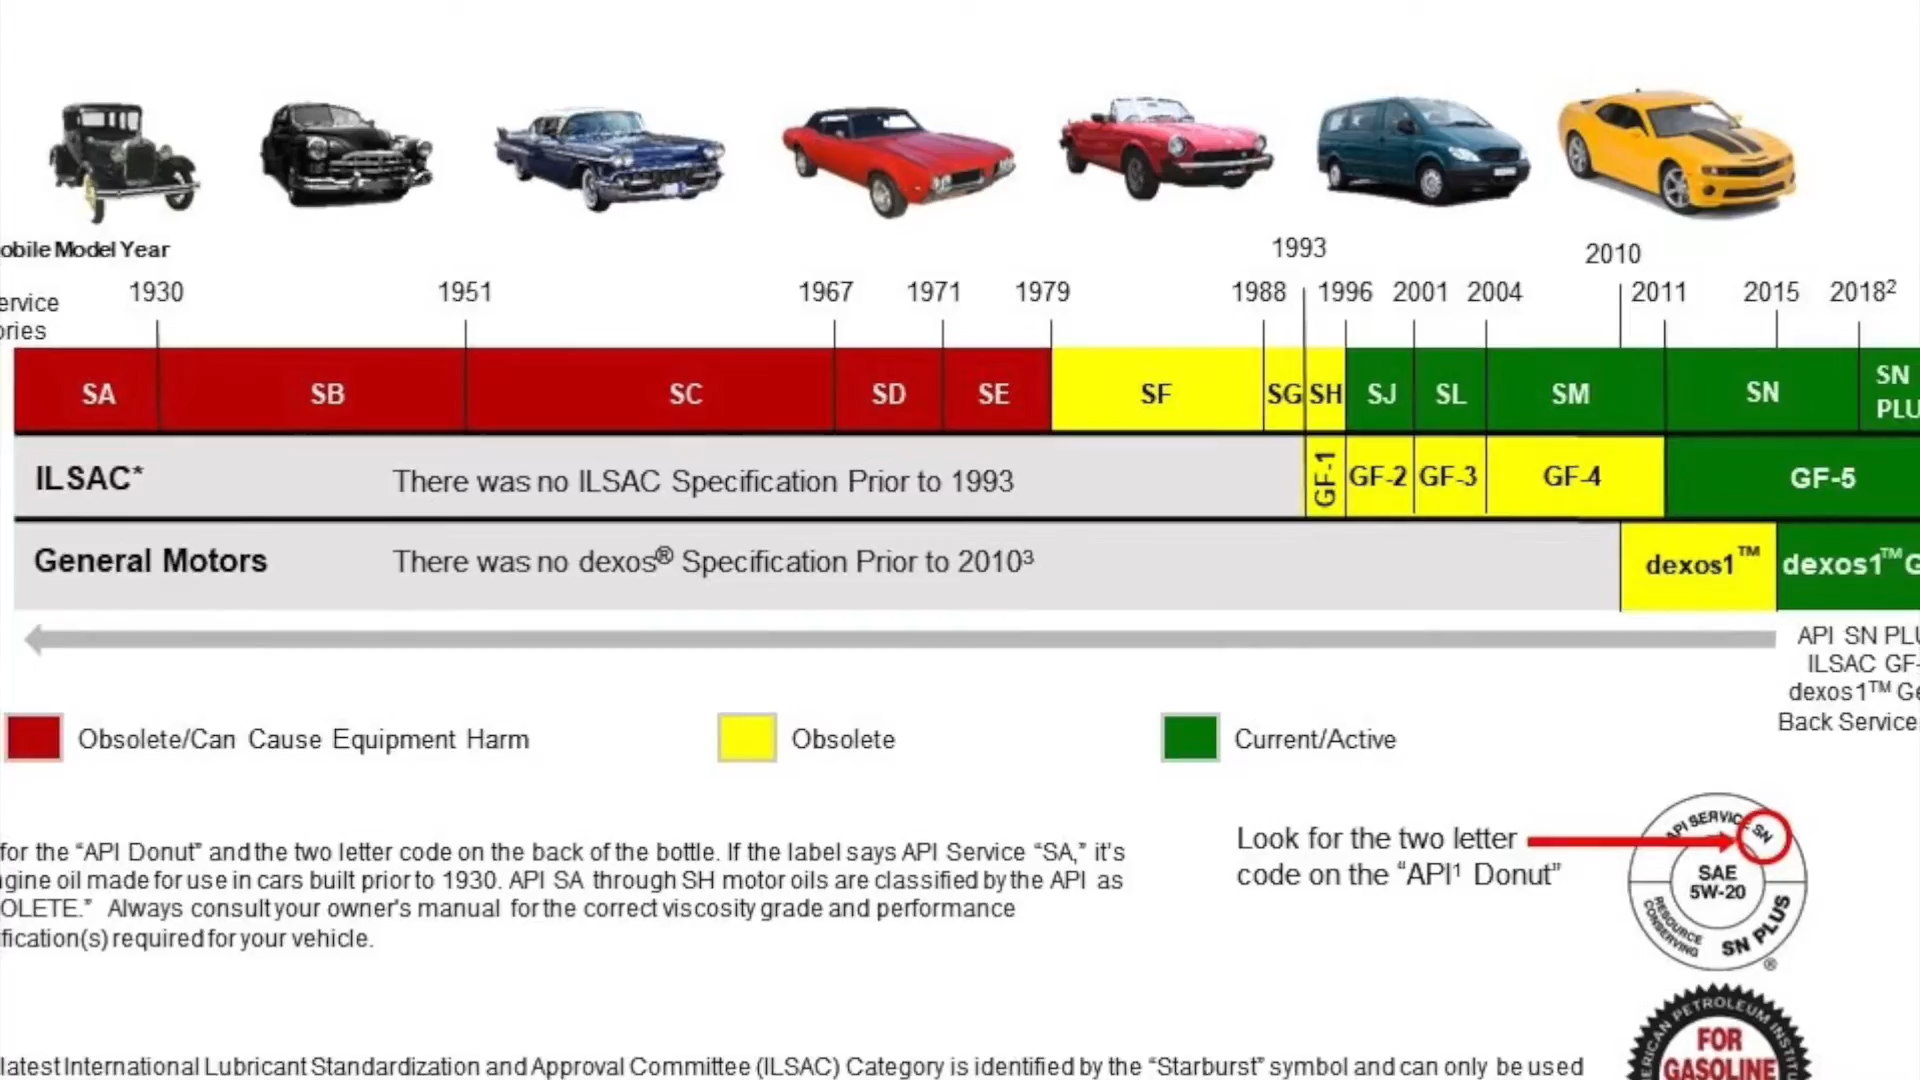 obile Model Year
1993
2010
ervice
ories
1930
1951
1967
1971
1979
1988
1996
2001
2004
2011
2015
2018²
SA
SB
SC
SD
SE
SF
SG
SH
SJ
SL
SM
SN
SN
PLU
ILSAC*
There was no ILSAC Specification Prior to 1993
GF-1
GF-2
GF-3
GF-4
GF-5
General Motors
There was no dexos® Specification Prior to 2010³
dexos1™
dexos1™G
API SN PLU
ILSAC GF-
dexos1™ Ge
Back Service
Obsolete/Can Cause Equipment Harm
Obsolete
Current/Active
for the “API Donut” and the two letter code on the back of the bottle. If the label says API Service “SA,” it's
gine oil made for use in cars built prior to 1930. API SA through SH motor oils are classified by the API as
OLETE.” Always consult your owner's manual for the correct viscosity grade and performance
fication(s) required for your vehicle.
Look for the two letter
code on the “API¹ Donut”
API SERVICE SN
SAE
5W-20
RESOURCE
CONSERVING
SN PLUS
®
latest International Lubricant Standardization and Approval Committee (ILSAC) Category is identified by the “Starburst” symbol and can only be used
ERICAN PETROLEUM INSTIT
FOR
GASOLINE